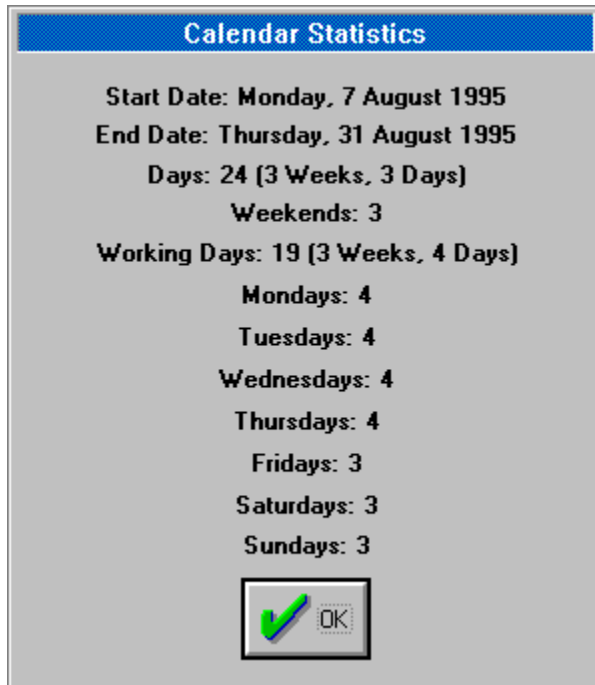 Calendar Statistics
Start Date: Monday, 7 August 1995
End Date: Thursday, 31 August 1995
Days: 24 (3 Weeks, 3 Days)
Weekends: 3
Working Days: 19 (3 Weeks, 4 Days)
Mondays: 4
Tuesdays: 4
Wednesdays: 4
Thursdays: 4
Fridays: 3
Saturdays: 3
Sundays: 3
OK